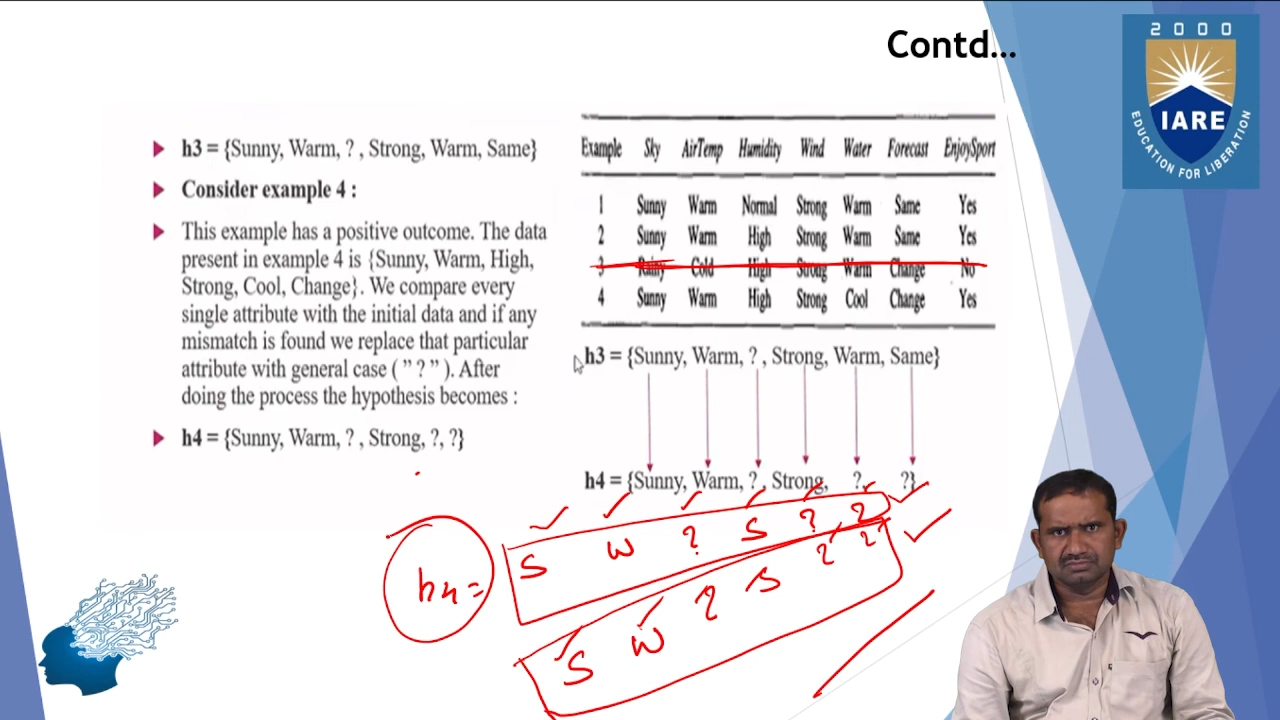 Contd...
2000
IARE
EDUCATION FOR LIBERATION
h3 = {Sunny, Warm, ? , Strong, Warm, Same}
Consider example 4 :
This example has a positive outcome. The data
present in example 4 is {Sunny, Warm, High,
Strong, Cool, Change}. We compare every
single attribute with the initial data and if any
mismatch is found we replace that particular
attribute with general case ( ” ? ” ). After
doing the process the hypothesis becomes :
h4 = {Sunny, Warm, ? , Strong, ?, ?}
Example Sky AirTemp Humidity Wind Water Forecast EnjoySport
1 Sunny Warm Normal Strong Warm Same Yes
2 Sunny Warm High Strong Warm Same Yes
3 Rainy Cold High Strong Warm Change No
4 Sunny Warm High Strong Cool Change Yes
h3 = {Sunny, Warm, ? , Strong, Warm, Same}
h4 = {Sunny, Warm, ? , Strong, ?, ?}
h4 = S W ? S ? ?
S W ? S ? ?